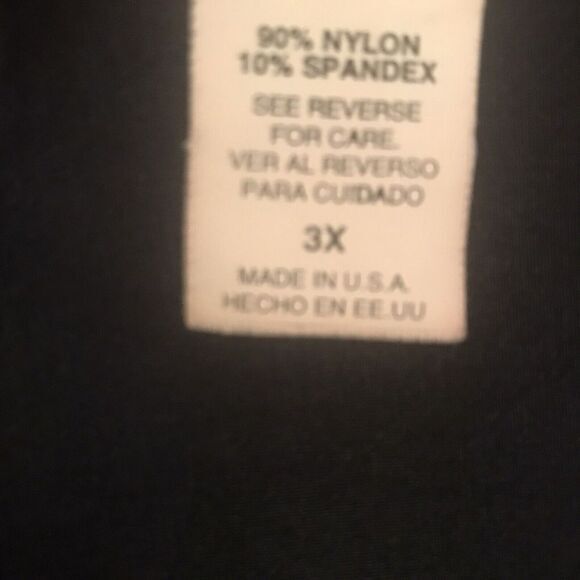 90% NYLON
10% SPANDEX
SEE REVERSE
FOR CARE.
VER AL REVERSO
PARA CUIDADO
3X
MADE IN U.S.A.
HECHO EN EE.UU